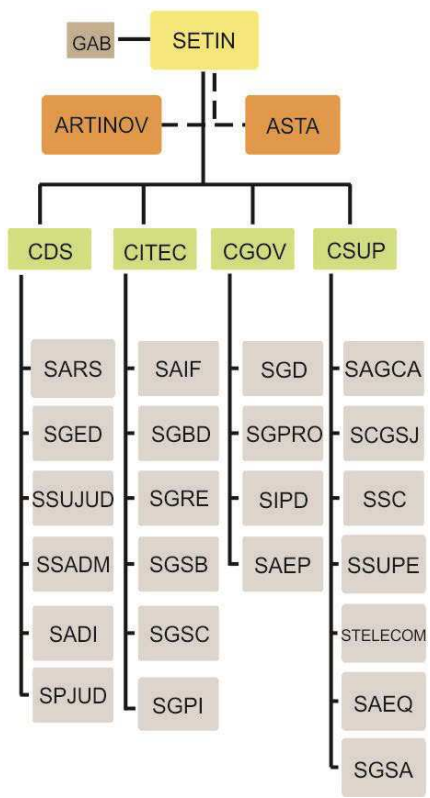 GAB
SETIN
ARTINOV
ASTA
CDS
CITEC
CGOV
CSUP
SARS
SGED
SSUJUD
SSADM
SADI
SPJUD
SAIF
SGBD
SGRE
SGSB
SGSC
SGPI
SGD
SGPRO
SIPD
SAEP
SAGCA
SCGSJ
SSC
SSUPE
STELECOM
SAEQ
SGSA